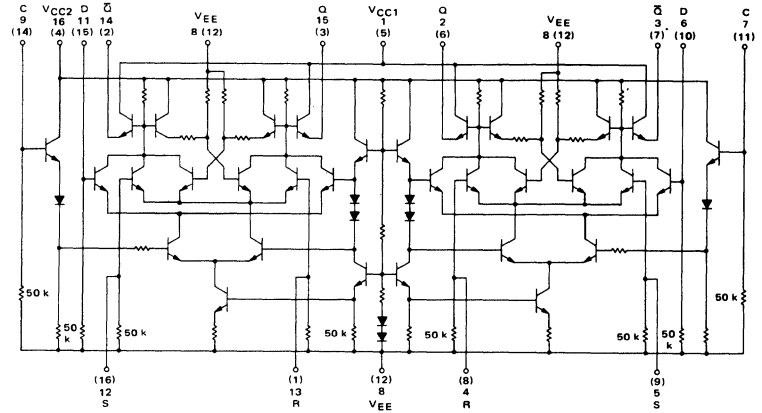 C
9
(14)
VCC2
16
(4)
D
11
(15)
Q̅
14
(2)
VEE
8 (12)
Q
15
(3)
VCC1
1
(5)
Q
2
(6)
VEE
8 (12)
Q̅
3
(7)
D
6
(10)
C
7
(11)
50 k
50
k
50 k
50 k
50 k
50
k
50 k
(16)
12
S
(1)
13
R
(12)
8
VEE
(8)
4
R
(9)
5
S